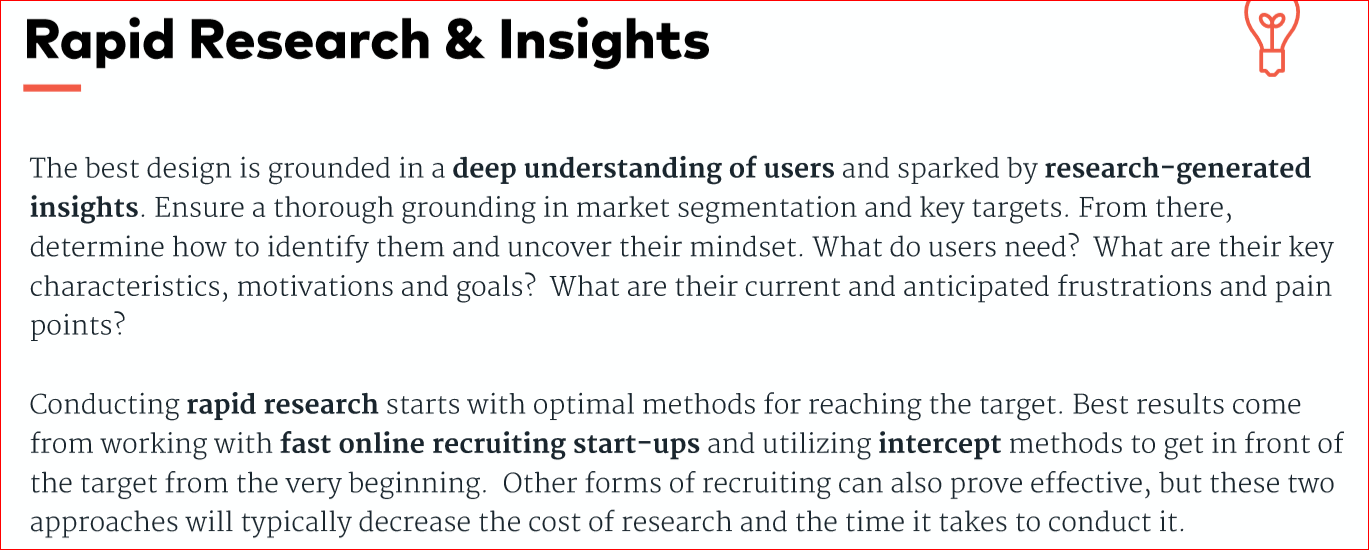 Rapid Research & Insights
The best design is grounded in a deep understanding of users and sparked by research-generated
insights. Ensure a thorough grounding in market segmentation and key targets. From there,
determine how to identify them and uncover their mindset. What do users need?  What are their key
characteristics, motivations and goals?  What are their current and anticipated frustrations and pain
points?
Conducting rapid research starts with optimal methods for reaching the target. Best results come
from working with fast online recruiting start-ups and utilizing intercept methods to get in front of
the target from the very beginning.  Other forms of recruiting can also prove effective, but these two
approaches will typically decrease the cost of research and the time it takes to conduct it.